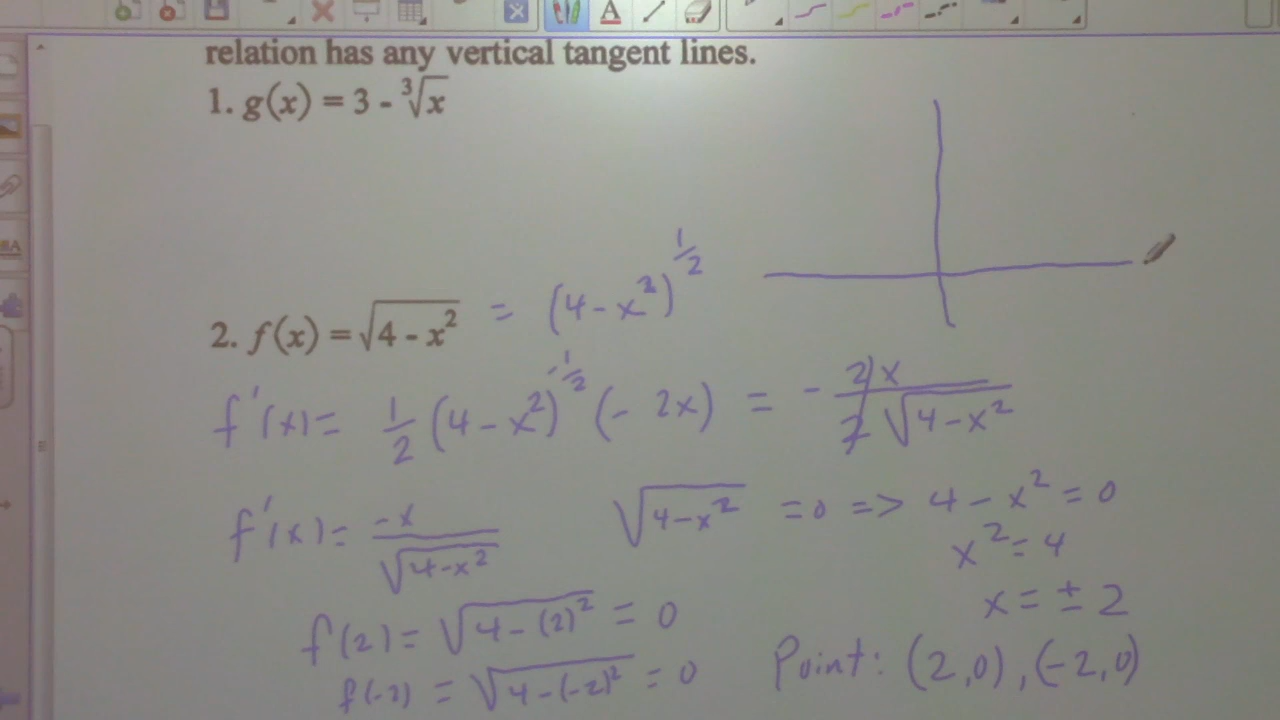 relation has any vertical tangent lines.
1. g(x) = 3 - ∛x
2. f(x) = √(4 - x²) = (4 - x²)^(1/2)
f'(x) = 1/2 (4 - x²)^(-1/2) (- 2x) = - 2x / 2√(4 - x²)
f'(x) = -x / √(4-x²)
√(4-x²) = 0 => 4 - x² = 0
x² = 4
x = ± 2
f(2) = √(4 - (2)²) = 0
f(-2) = √(4 - (-2)²) = 0
Point: (2,0), (-2,0)